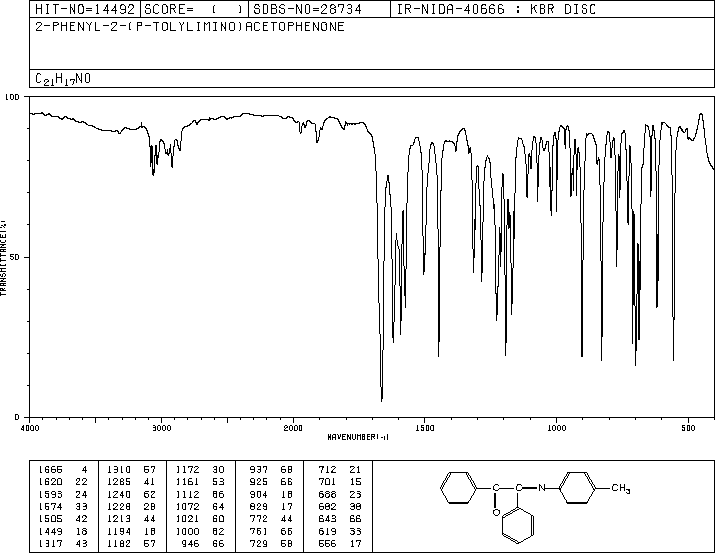 HIT-NO=14492 SCORE= ( ) SDBS-NO=28734 IR-NIDA-40666 : KBR DISC
2-PHENYL-2-(P-TOLYLIMINO)ACETOPHENONE
C21H17NO
100
50
0
TRANSMITTANCE(%)
4000 3000 2000 1500 1000 500
WAVENUMBER(-1)
1665 4 1310 57 1172 30 937 68 712 21
1620 22 1285 41 1161 53 925 66 701 15
1593 24 1240 62 1112 86 904 18 688 23
1574 33 1228 29 1072 64 829 17 682 38
1505 42 1213 44 1021 60 772 44 643 66
1449 18 1194 18 1000 82 761 66 619 33
1317 43 1182 57 946 66 729 58 556 17
C C N CH3
O